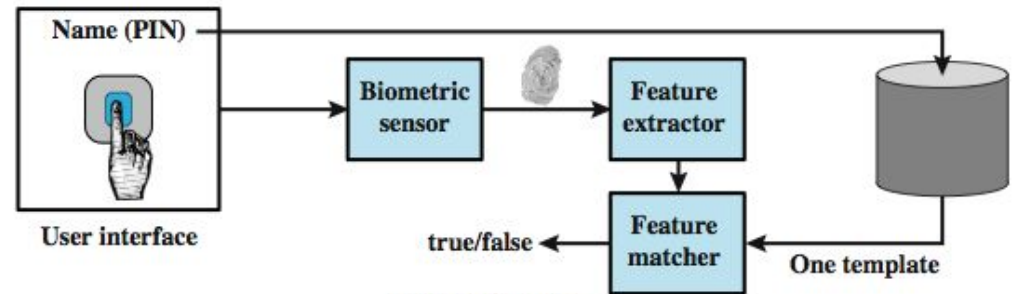 Name (PIN)
Biometric
sensor
Feature
extractor
User interface
true/false
Feature
matcher
One template